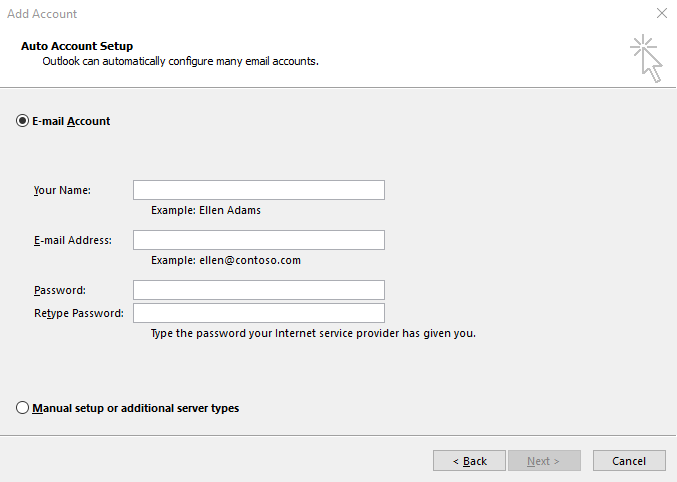 Add Account
Auto Account Setup
Outlook can automatically configure many email accounts.
E-mail Account
Your Name:
Example: Ellen Adams
E-mail Address:
Example: ellen@contoso.com
Password:
Retype Password:
Type the password your Internet service provider has given you.
Manual setup or additional server types
< Back Next > Cancel